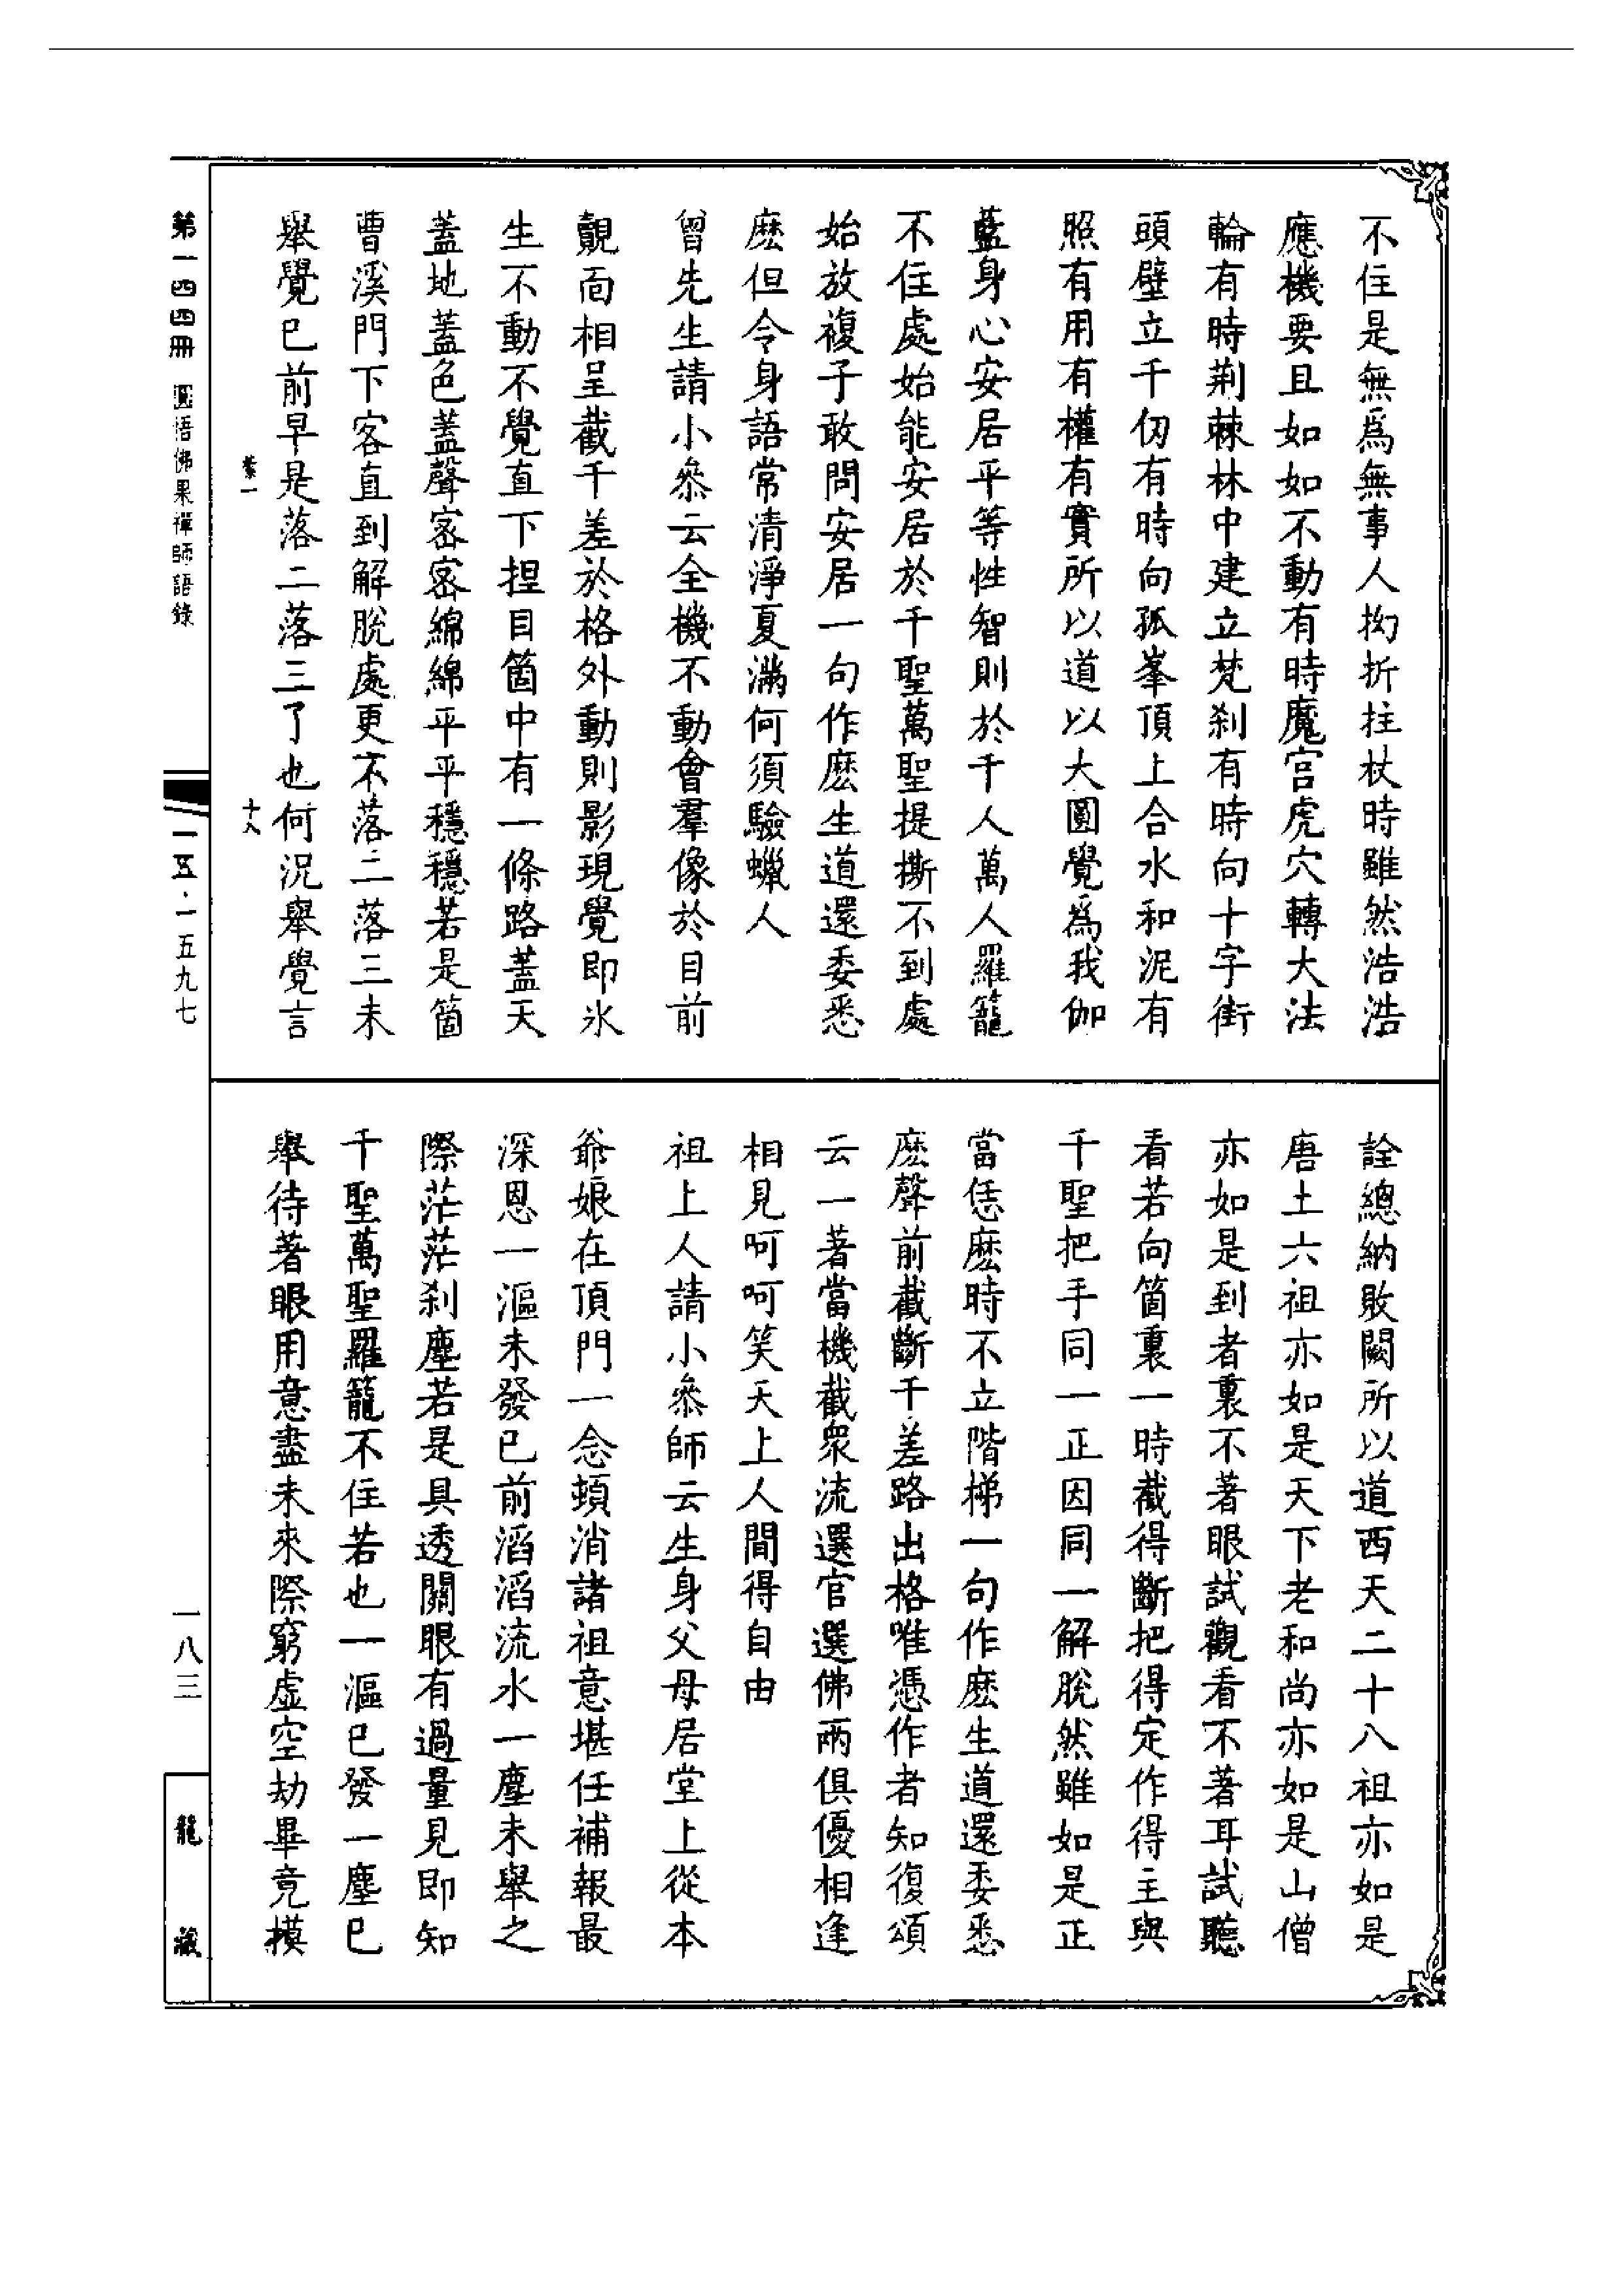 不住是無爲無事人拗折拄杖時雖然浩浩
應機要且如如不動有時魔宫虎穴轉大法
輪有時荆棘林中建立梵刹有時向十字街
頭壁立千仞有時向孤峯頂上合水和泥有
照有用有權有實所以道以大圓覺爲我伽
藍身心安居平等性智則於千人萬人羅籠
不住處始能安居於千聖萬聖提撕不到處
始放複子敢問安居一句作麽生道還委悉
麽但令身語常清淨夏滿何須驗蠟人
曾先生請小叅云全機不動會羣像於目前
覿面相呈截千差於格外動則影現覺即氷
生不動不覺直下捏目箇中有一條路蓋天
蓋地蓋色蓋聲密密綿綿平平穩穩若是箇
曹溪門下客直到解脫處更不落二落三未
舉覺已前早是落二落三了也何況舉覺言
紫一
十八
詮總納敗闕所以道西天二十八祖亦如是
唐土六祖亦如是天下老和尚亦如是山僧
亦如是到者裏不著眼試觀看不著耳試聽
看若向箇裏一時截得斷把得定作得主與
千聖把手同一正因同一解脫然雖如是正
當恁麽時不立階梯一句作麽生道還委悉
麽聲前截斷千差路出格唯憑作者知復頌
云一著當機截衆流選官選佛兩俱優相逢
相見呵呵笑天上人間得自由
祖上人請小叅師云生身父母居堂上從本
爺娘在頂門一念頓消諸祖意堪任補報最
深恩一漚未發已前滔滔流水一塵未舉之
際茫茫刹塵若是具透關眼有過量見即知
千聖萬聖羅籠不住若也一漚已發一塵已
舉待著眼用意盡未來際窮虚空劫畢竟摸
第一四四冊 圓悟佛果禪師語錄
一五·一五九七
一八三
龍藏